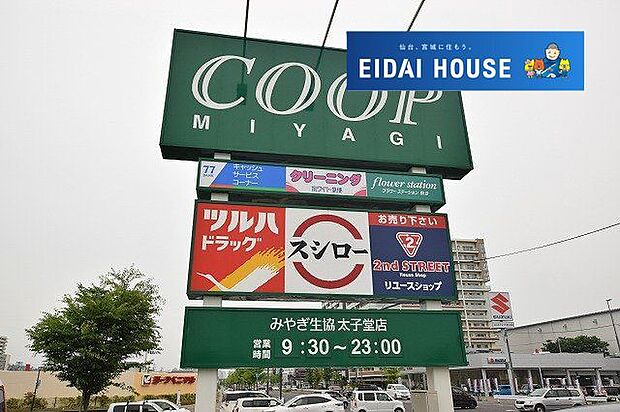 仙台、宮城に住もう。
EIDAI HOUSE
COOP
MIYAGI
77
キャッシュ
サービス
コーナー
クリーニング
flower station
ツルハ
ドラッグ
スシロー
お売り下さい
2
2nd STREET
リユースショップ
みやぎ生協 太子堂店
営業
時間
9:30～23:00
SUZUKI